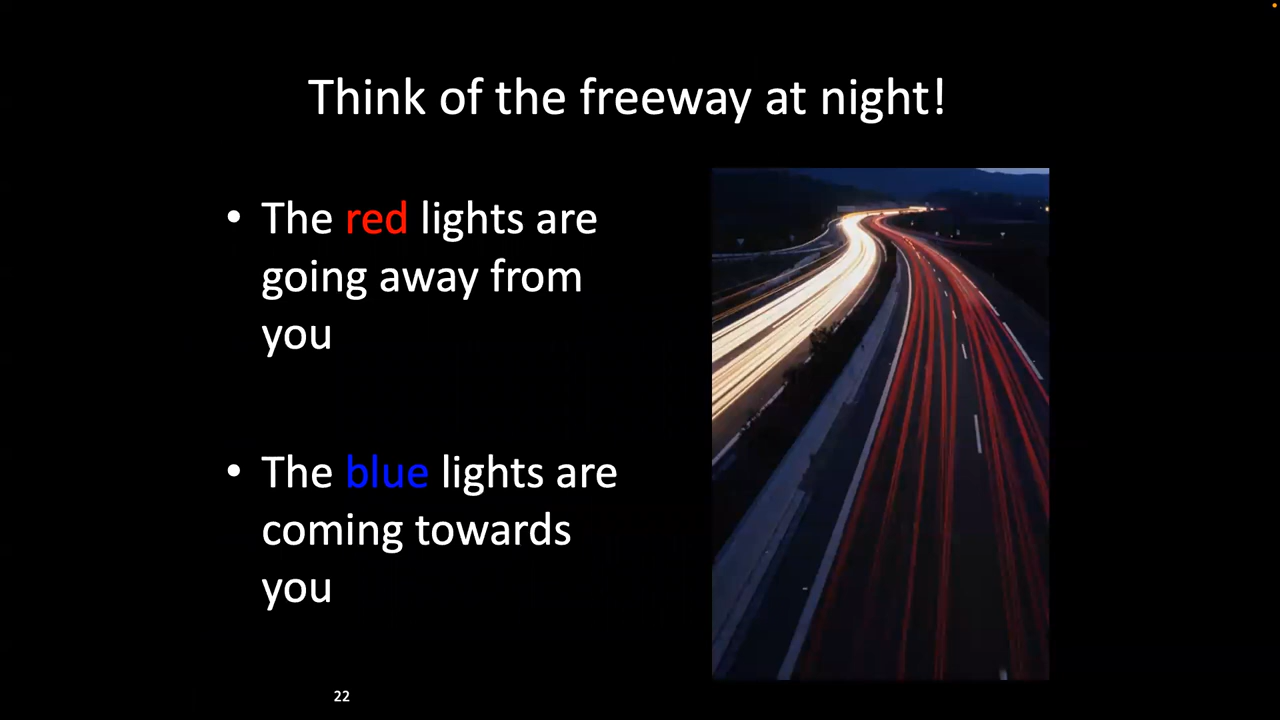 Think of the freeway at night!
• The red lights are
going away from
you
• The blue lights are
coming towards
you
22